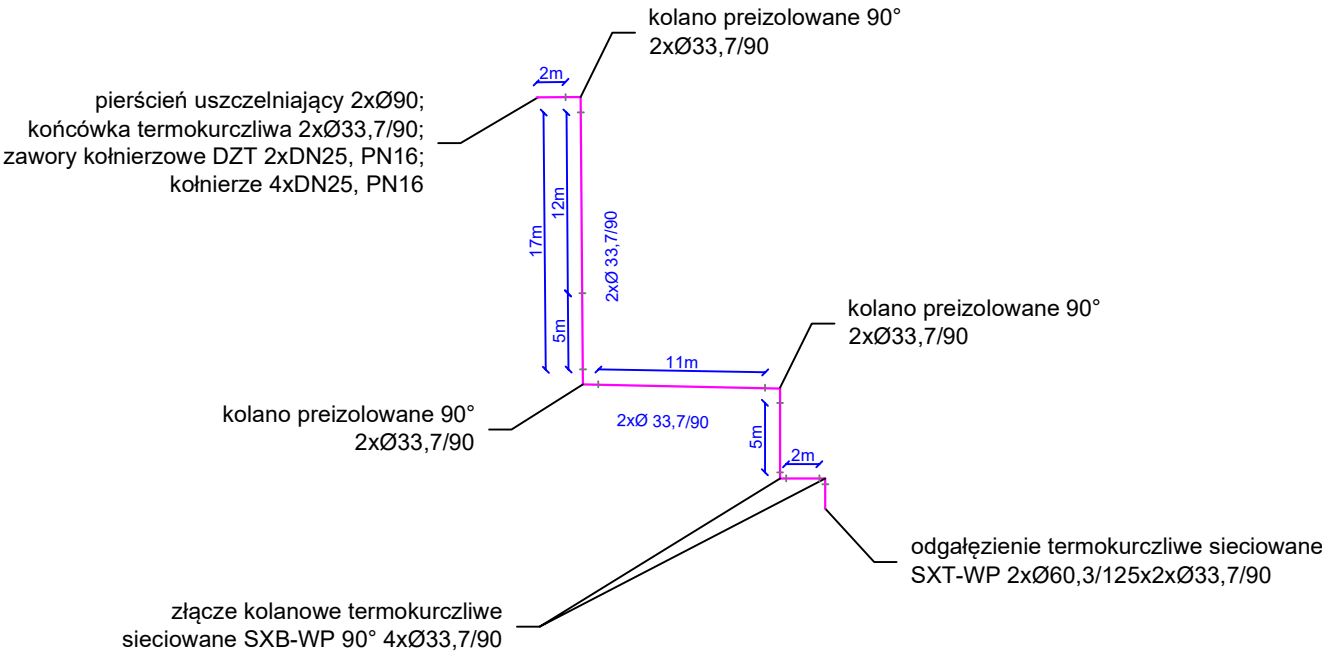 kolano preizolowane 90°
2xØ33,7/90
2m
pierścień uszczelniający 2xØ90;
końcówka termokurczliwa 2xØ33,7/90;
zawory kołnierzowe DZT 2xDN25, PN16;
kołnierze 4xDN25, PN16
12m
17m
2xØ 33,7/90
5m
kolano preizolowane 90°
2xØ33,7/90
11m
kolano preizolowane 90°
2xØ33,7/90
2xØ 33,7/90
5m
2m
odgałęzienie termokurczliwe sieciowane
SXT-WP 2xØ60,3/125x2xØ33,7/90
złącze kolanowe termokurczliwe
sieciowane SXB-WP 90° 4xØ33,7/90